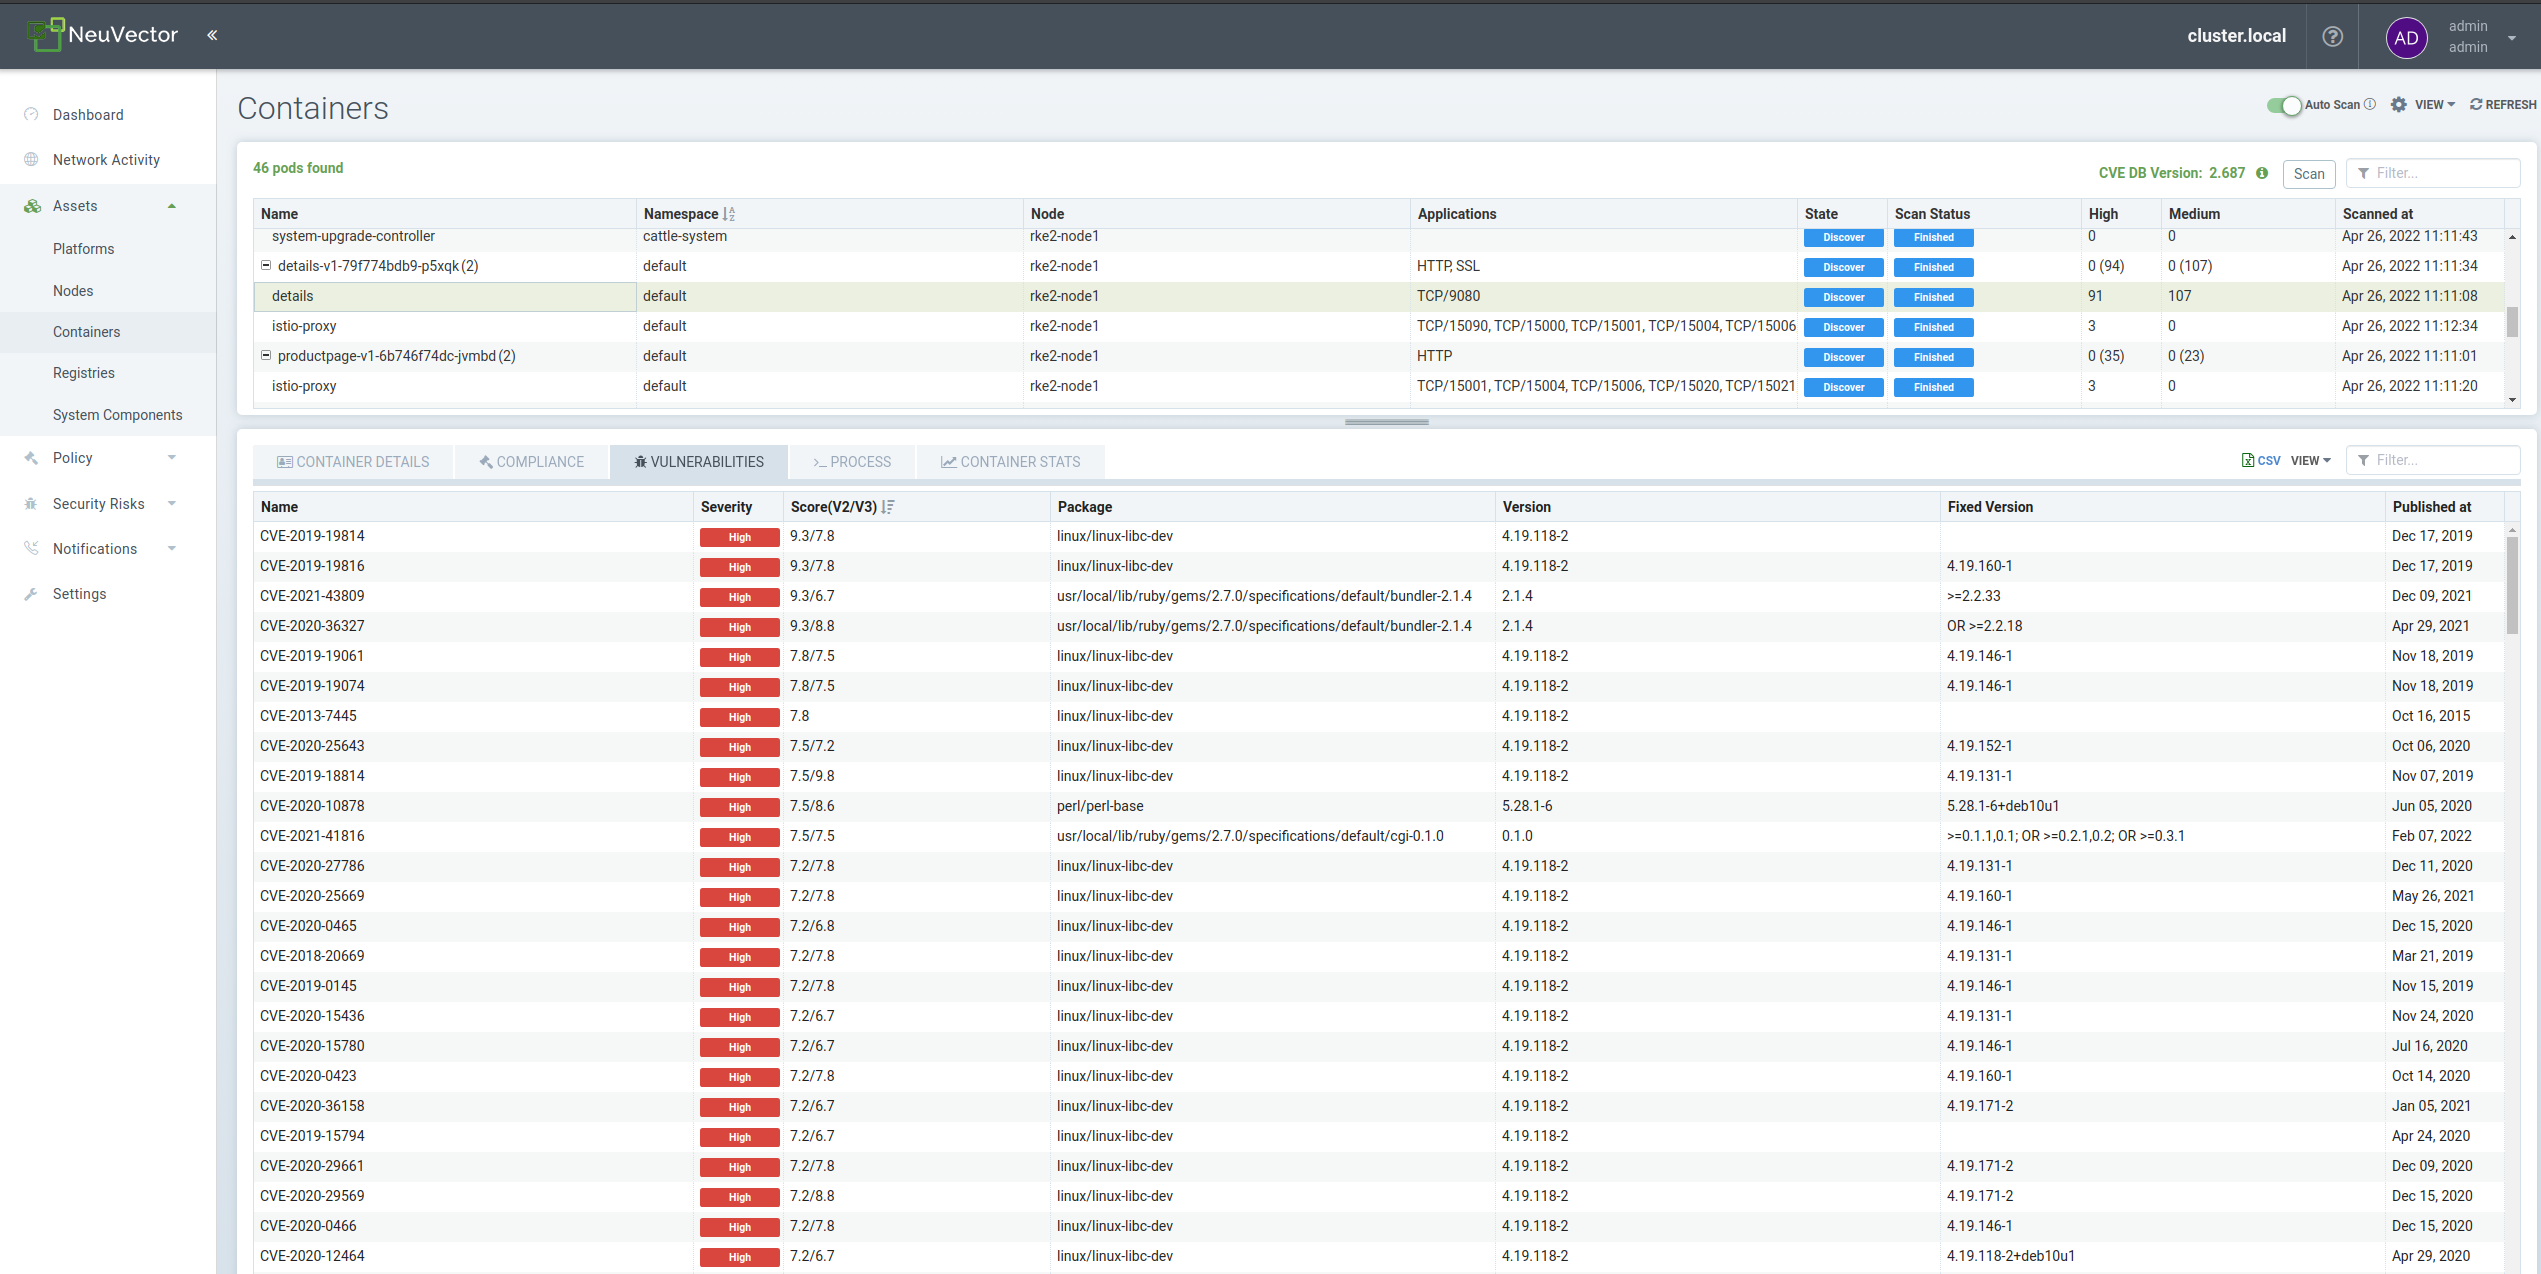 NeuVector «
cluster.local
AD
admin
admin
Dashboard
Network Activity
Assets
Platforms
Nodes
Containers
Registries
System Components
Policy
Security Risks
Notifications
Settings
Containers
Auto Scan VIEW REFRESH
46 pods found
CVE DB Version: 2.687 Scan Filter...
Name Namespace Node Applications State Scan Status High Medium Scanned at
system-upgrade-controller cattle-system rke2-node1 Discover Finished 0 0 Apr 26, 2022 11:11:43
details-v1-79f774bdb9-p5xqk (2) default rke2-node1 HTTP, SSL Discover Finished 0 (94) 0 (107) Apr 26, 2022 11:11:34
details default rke2-node1 TCP/9080 Discover Finished 91 107 Apr 26, 2022 11:11:08
istio-proxy default rke2-node1 TCP/15090, TCP/15000, TCP/15001, TCP/15004, TCP/15006 Discover Finished 3 0 Apr 26, 2022 11:12:34
productpage-v1-6b746f74dc-jvmbd (2) default rke2-node1 HTTP Discover Finished 0 (35) 0 (23) Apr 26, 2022 11:11:01
istio-proxy default rke2-node1 TCP/15001, TCP/15004, TCP/15006, TCP/15020, TCP/15021 Discover Finished 3 0 Apr 26, 2022 11:11:20
CONTAINER DETAILS COMPLIANCE VULNERABILITIES PROCESS CONTAINER STATS
CSV VIEW Filter...
Name Severity Score(V2/V3) Package Version Fixed Version Published at
CVE-2019-19814 High 9.3/7.8 linux/linux-libc-dev 4.19.118-2 Dec 17, 2019
CVE-2019-19816 High 9.3/7.8 linux/linux-libc-dev 4.19.118-2 4.19.160-1 Dec 17, 2019
CVE-2021-43809 High 9.3/6.7 usr/local/lib/ruby/gems/2.7.0/specifications/default/bundler-2.1.4 2.1.4 >=2.2.33 Dec 09, 2021
CVE-2020-36327 High 9.3/8.8 usr/local/lib/ruby/gems/2.7.0/specifications/default/bundler-2.1.4 2.1.4 OR >=2.2.18 Apr 29, 2021
CVE-2019-19061 High 7.8/7.5 linux/linux-libc-dev 4.19.118-2 4.19.146-1 Nov 18, 2019
CVE-2019-19074 High 7.8/7.5 linux/linux-libc-dev 4.19.118-2 4.19.146-1 Nov 18, 2019
CVE-2013-7445 High 7.8 linux/linux-libc-dev 4.19.118-2 Oct 16, 2015
CVE-2020-25643 High 7.5/7.2 linux/linux-libc-dev 4.19.118-2 4.19.152-1 Oct 06, 2020
CVE-2019-18814 High 7.5/9.8 linux/linux-libc-dev 4.19.118-2 4.19.131-1 Nov 07, 2019
CVE-2020-10878 High 7.5/8.6 perl/perl-base 5.28.1-6 5.28.1-6+deb10u1 Jun 05, 2020
CVE-2021-41816 High 7.5/7.5 usr/local/lib/ruby/gems/2.7.0/specifications/default/cgi-0.1.0 0.1.0 >=0.1.1,0.1; OR >=0.2.1,0.2; OR >=0.3.1 Feb 07, 2022
CVE-2020-27786 High 7.2/7.8 linux/linux-libc-dev 4.19.118-2 4.19.131-1 Dec 11, 2020
CVE-2020-25669 High 7.2/7.8 linux/linux-libc-dev 4.19.118-2 4.19.160-1 May 26, 2021
CVE-2020-0465 High 7.2/6.8 linux/linux-libc-dev 4.19.118-2 4.19.146-1 Dec 15, 2020
CVE-2018-20669 High 7.2/7.8 linux/linux-libc-dev 4.19.118-2 4.19.131-1 Mar 21, 2019
CVE-2019-0145 High 7.2/7.8 linux/linux-libc-dev 4.19.118-2 4.19.146-1 Nov 15, 2019
CVE-2020-15436 High 7.2/6.7 linux/linux-libc-dev 4.19.118-2 4.19.131-1 Nov 24, 2020
CVE-2020-15780 High 7.2/6.7 linux/linux-libc-dev 4.19.118-2 4.19.146-1 Jul 16, 2020
CVE-2020-0423 High 7.2/7.8 linux/linux-libc-dev 4.19.118-2 4.19.160-1 Oct 14, 2020
CVE-2020-36158 High 7.2/6.7 linux/linux-libc-dev 4.19.118-2 4.19.171-2 Jan 05, 2021
CVE-2019-15794 High 7.2/6.7 linux/linux-libc-dev 4.19.118-2 Apr 24, 2020
CVE-2020-29661 High 7.2/7.8 linux/linux-libc-dev 4.19.118-2 4.19.171-2 Dec 09, 2020
CVE-2020-29569 High 7.2/8.8 linux/linux-libc-dev 4.19.118-2 4.19.171-2 Dec 15, 2020
CVE-2020-0466 High 7.2/7.8 linux/linux-libc-dev 4.19.118-2 4.19.146-1 Dec 15, 2020
CVE-2020-12464 High 7.2/6.7 linux/linux-libc-dev 4.19.118-2 4.19.118-2+deb10u1 Apr 29, 2020